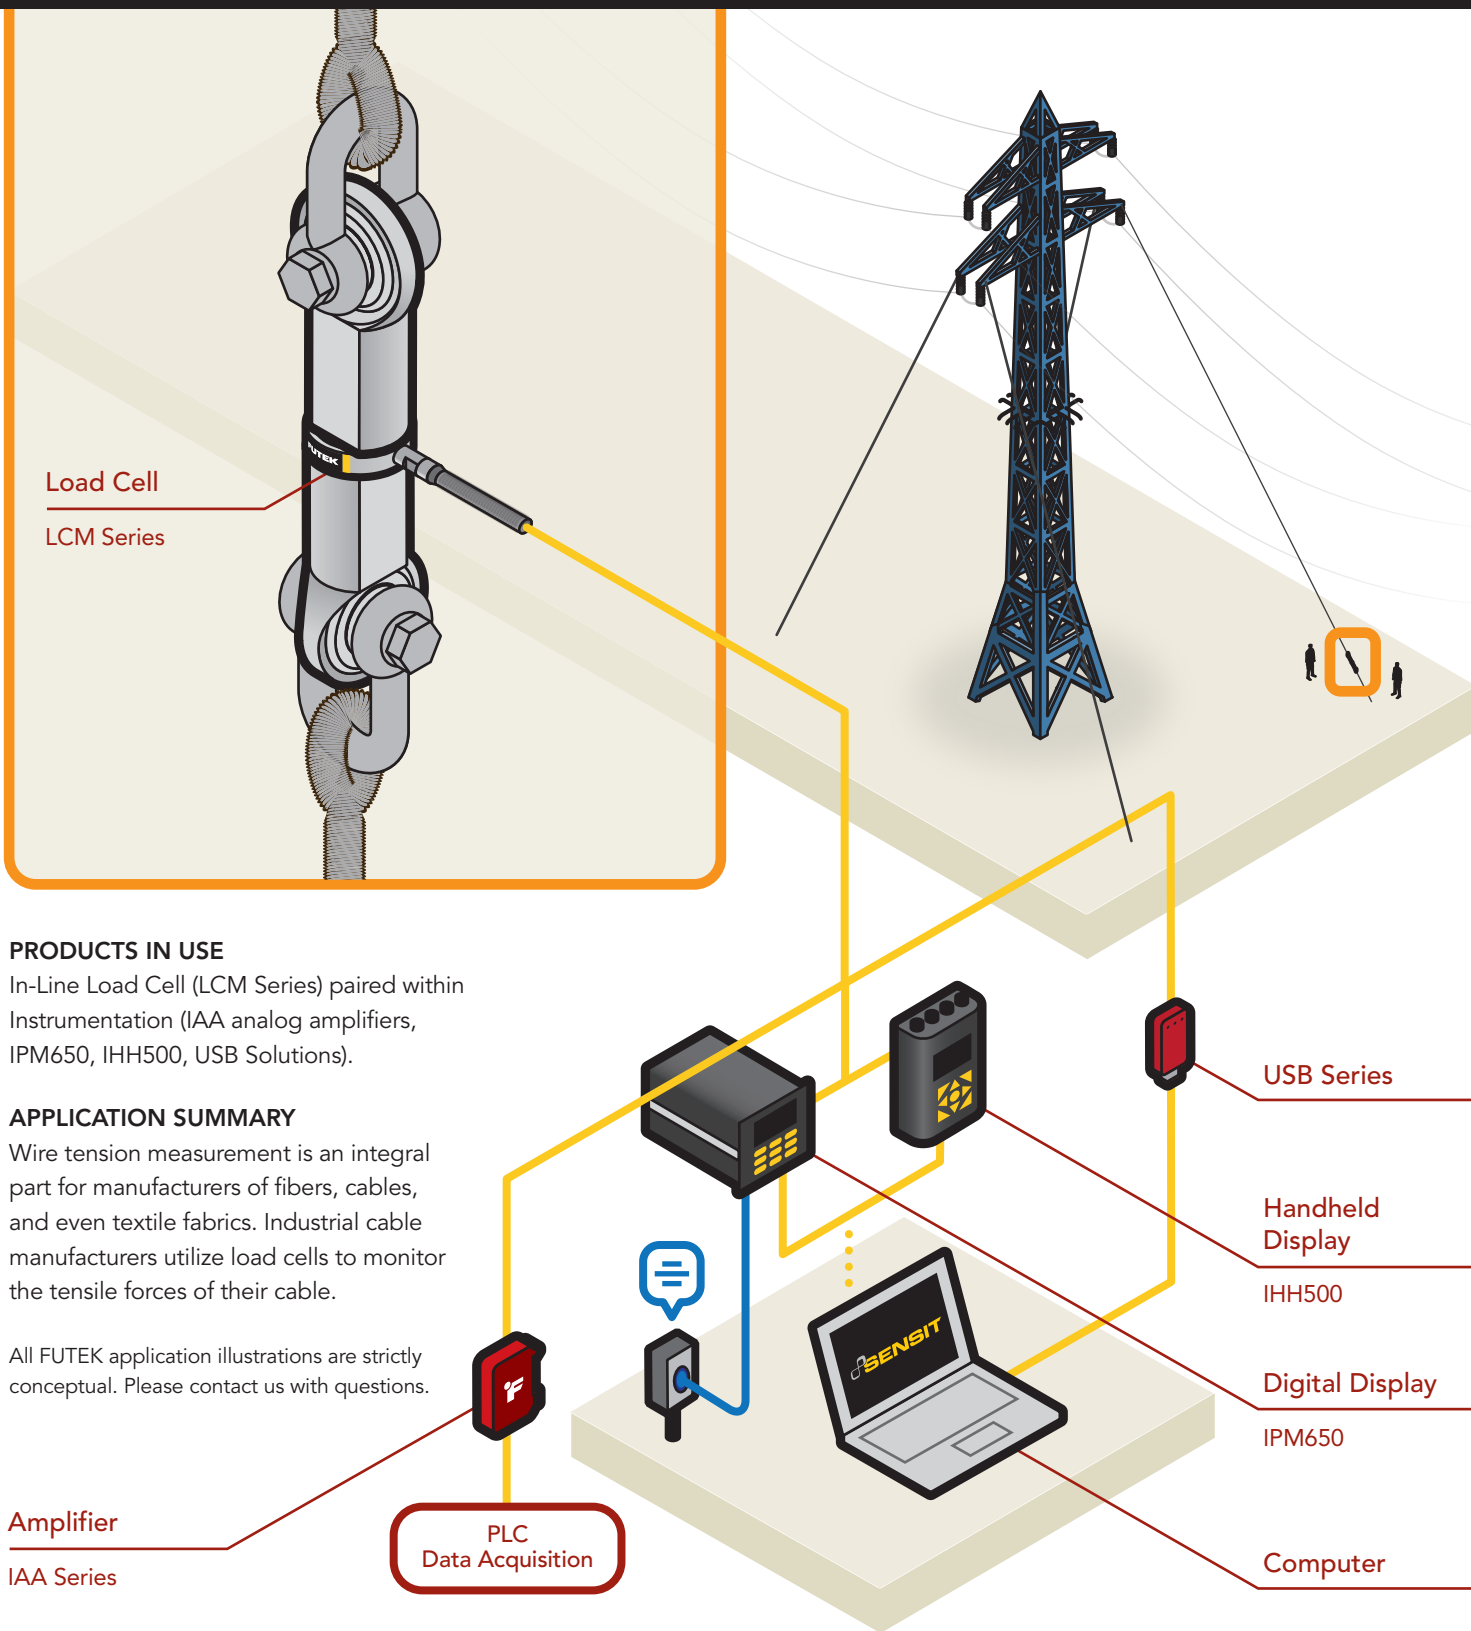 FUTEK
Load Cell
LCM Series
PRODUCTS IN USE
In-Line Load Cell (LCM Series) paired within
Instrumentation (IAA analog amplifiers,
IPM650, IHH500, USB Solutions).
APPLICATION SUMMARY
Wire tension measurement is an integral
part for manufacturers of fibers, cables,
and even textile fabrics. Industrial cable
manufacturers utilize load cells to monitor
the tensile forces of their cable.
All FUTEK application illustrations are strictly
conceptual. Please contact us with questions.
Amplifier
IAA Series
PLC
Data Acquisition
SENSIT
USB Series
Handheld
Display
IHH500
Digital Display
IPM650
Computer